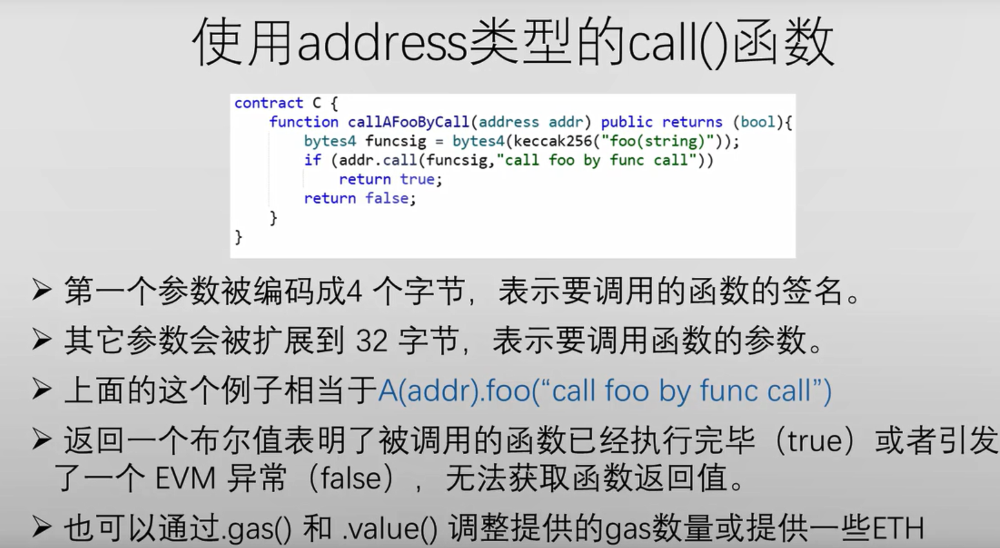 使用address类型的call()函数
contract C {
function callAFooByCall(address addr) public returns (bool){
bytes4 funcsig = bytes4(keccak256("foo(string)"));
if (addr.call(funcsig,"call foo by func call"))
return true;
return false;
}
}
➢ 第一个参数被编码成4 个字节，表示要调用的函数的签名。
➢ 其它参数会被扩展到 32 字节，表示要调用函数的参数。
➢ 上面的这个例子相当于A(addr).foo(“call foo by func call”)
➢ 返回一个布尔值表明了被调用的函数已经执行完毕（true）或者引发
了一个 EVM 异常（false），无法获取函数返回值。
➢ 也可以通过.gas() 和 .value() 调整提供的gas数量或提供一些ETH